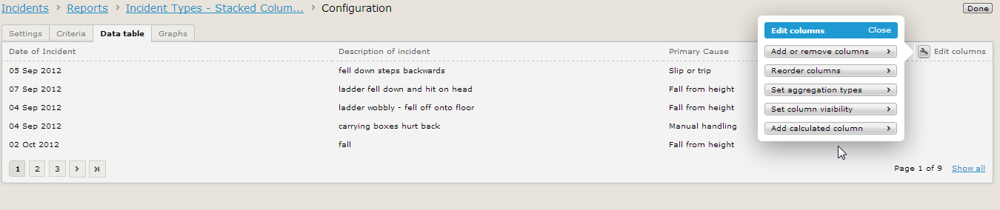 Incidents > Reports > Incident Types - Stacked Colum... > Configuration
Done
Settings Criteria Data table Graphs
Edit columns Close
Add or remove columns
Reorder columns
Set aggregation types
Set column visibility
Add calculated column
Date of Incident Description of incident Primary Cause Edit columns
05 Sep 2012 fell down steps backwards Slip or trip
07 Sep 2012 ladder fell down and hit on head Fall from height
04 Sep 2012 ladder wobbly - fell off onto floor Fall from height
04 Sep 2012 carrying boxes hurt back Manual handling
02 Oct 2012 fall Fall from height
1 2 3 Page 1 of 9 Show all